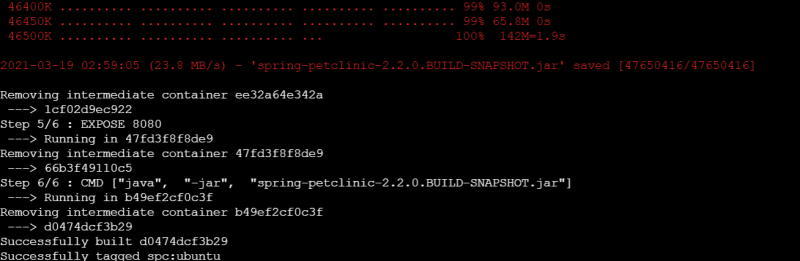 46400K .......... .......... .......... .......... .......... 99% 93.0M 0s
46450K .......... .......... .......... .......... .......... 99% 65.8M 0s
46500K .......... .......... .......... ... 100% 142M=1.9s
2021-03-19 02:59:05 (23.8 MB/s) - 'spring-petclinic-2.2.0.BUILD-SNAPSHOT.jar' saved [47650416/47650416]
Removing intermediate container ee32a64e342a
---> 1cf02d9ec922
Step 5/6 : EXPOSE 8080
---> Running in 47fd3f8f8de9
Removing intermediate container 47fd3f8f8de9
---> 66b3f49110c5
Step 6/6 : CMD ["java", "-jar", "spring-petclinic-2.2.0.BUILD-SNAPSHOT.jar"]
---> Running in b49ef2cf0c3f
Removing intermediate container b49ef2cf0c3f
---> d0474dcf3b29
Successfully built d0474dcf3b29
Successfully tagged spc:ubuntu